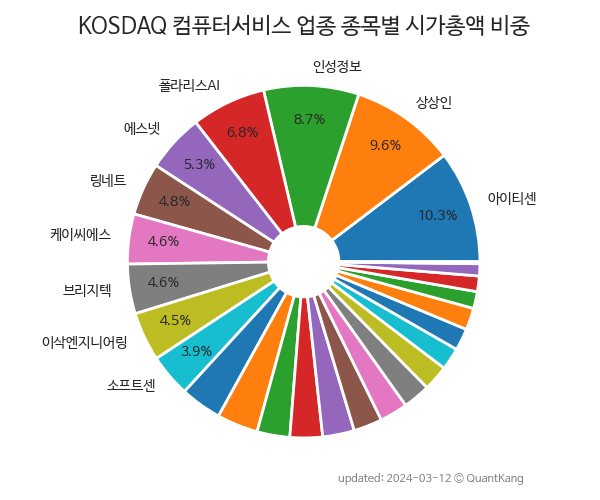 KOSDAQ 컴퓨터서비스 업종 종목별 시가총액 비중
인성정보
폴라리스AI
상상인
8.7%
에스넷
6.8%
9.6%
5.3%
링네트
4.8%
아이티센
10.3%
케이씨에스
4.6%
브리지텍
4.6%
4.5%
이삭엔지니어링
3.9%
소프트센
updated: 2024-03-12 © QuantKang